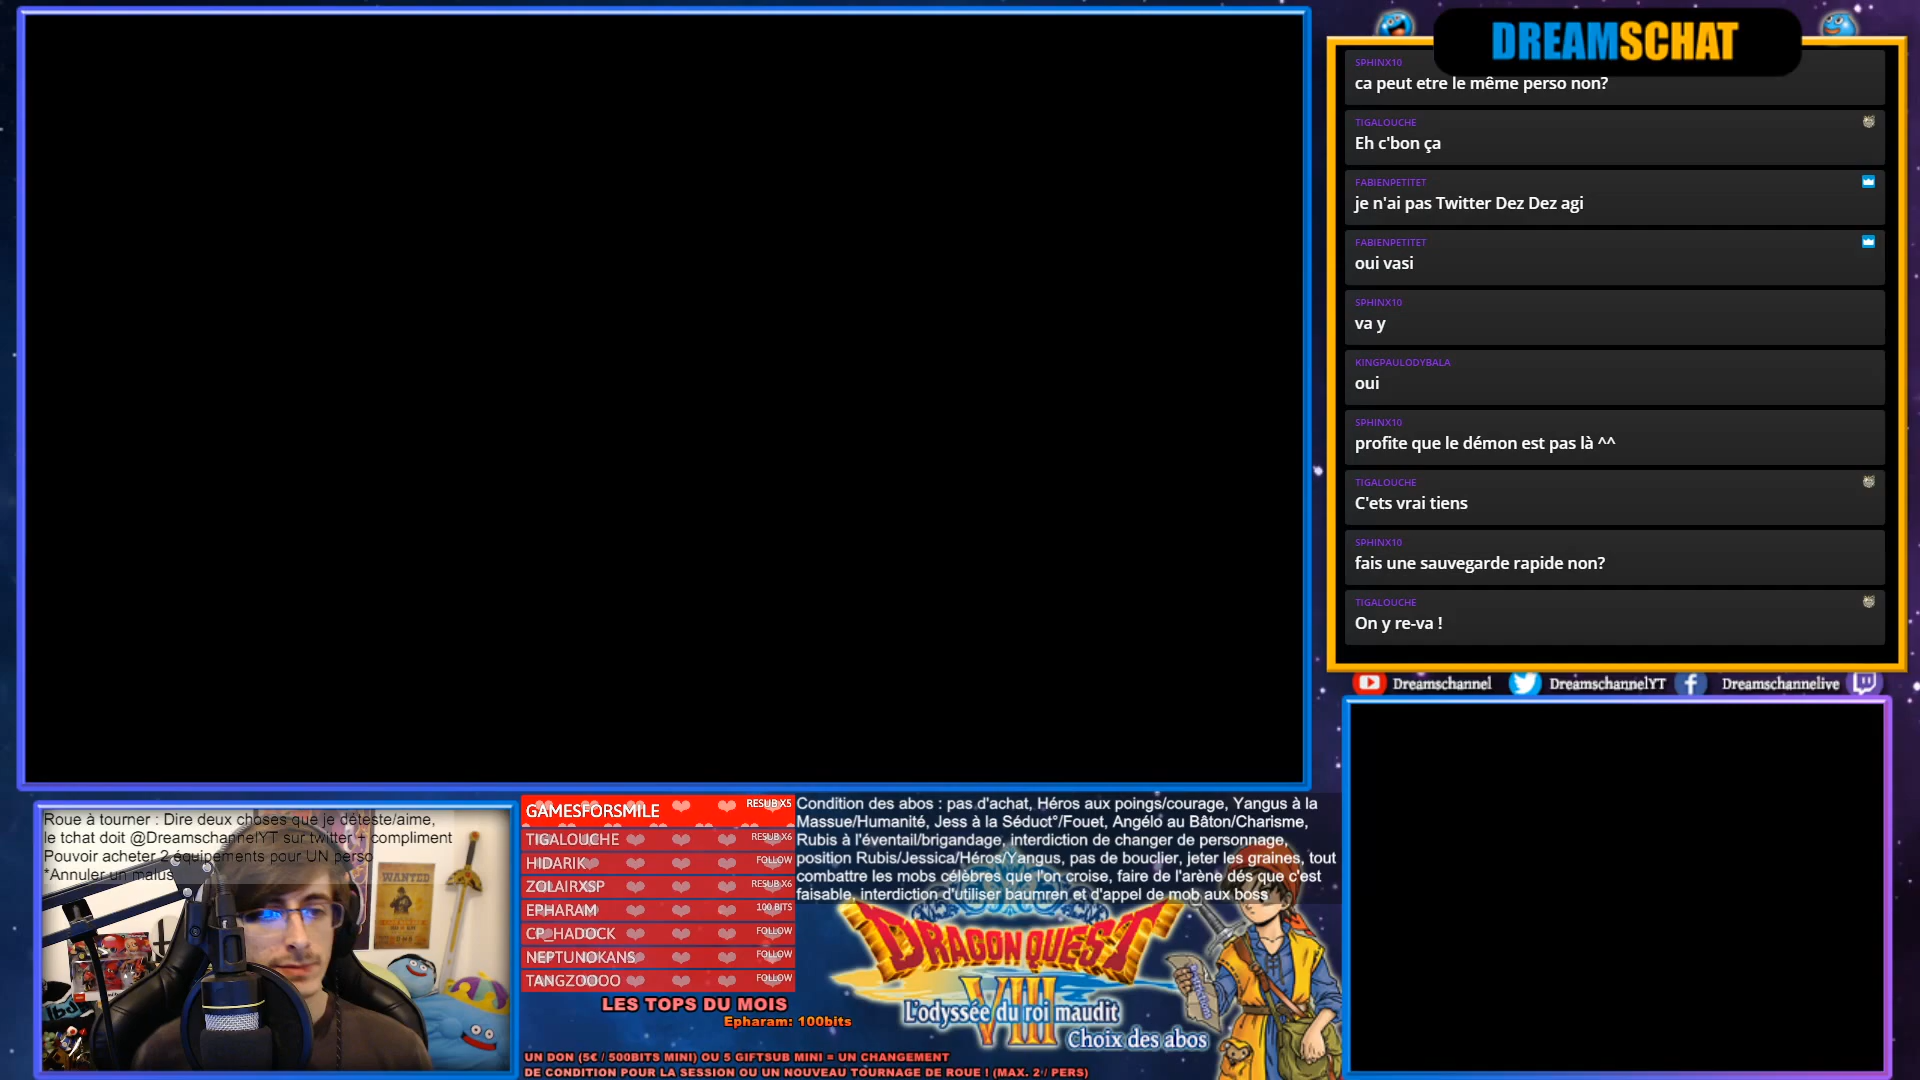 DREAMSCHAT
SPHINX10
ca peut etre le même perso non?
TIGALOUCHE
Eh c'bon ça
FABIENPETITET
je n'ai pas Twitter Dez Dez agi
FABIENPETITET
oui vasi
SPHINX10
va y
KINGPAULODYBALA
oui
SPHINX10
profite que le démon est pas là ^^
TIGALOUCHE
C'ets vrai tiens
SPHINX10
fais une sauvegarde rapide non?
TIGALOUCHE
On y re-va !
Dreamschannel DreamschannelYT Dreamschannelive
Roue à tourner : Dire deux choses que je déteste/aime,
le tchat doit @DreamschannelYT sur twitter + compliment
Pouvoir acheter 2 équipements pour UN perso
*Annuler un malus
WANTED
GAMESFORSMILE RESUB X5
TIGALOUCHE RESUB X6
HIDARIK FOLLOW
ZOLAIRXSP RESUB X6
EPHARAM 100 BITS
CP_HADOCK FOLLOW
NEPTUNOKANS FOLLOW
TANGZOOOO FOLLOW
LES TOPS DU MOIS
Epharam: 100bits
Condition des abos : pas d'achat, Héros aux poings/courage, Yangus à la
Massue/Humanité, Jess à la Séduct°/Fouet, Angélo au Bâton/Charisme,
Rubis à l'éventail/brigandage, interdiction de changer de personnage,
position Rubis/Jessica/Héros/Yangus, pas de bouclier, jeter les graines, tout
combattre les mobs célèbres que l'on croise, faire de l'arène dés que c'est
faisable, interdiction d'utiliser baumren et d'appel de mob aux boss
DRAGON QUEST
VIII
L'odyssée du roi maudit
Choix des abos
UN DON (5€ / 500BITS MINI) OU 5 GIFTSUB MINI = UN CHANGEMENT
DE CONDITION POUR LA SESSION OU UN NOUVEAU TOURNAGE DE ROUE ! (MAX. 2 / PERS)